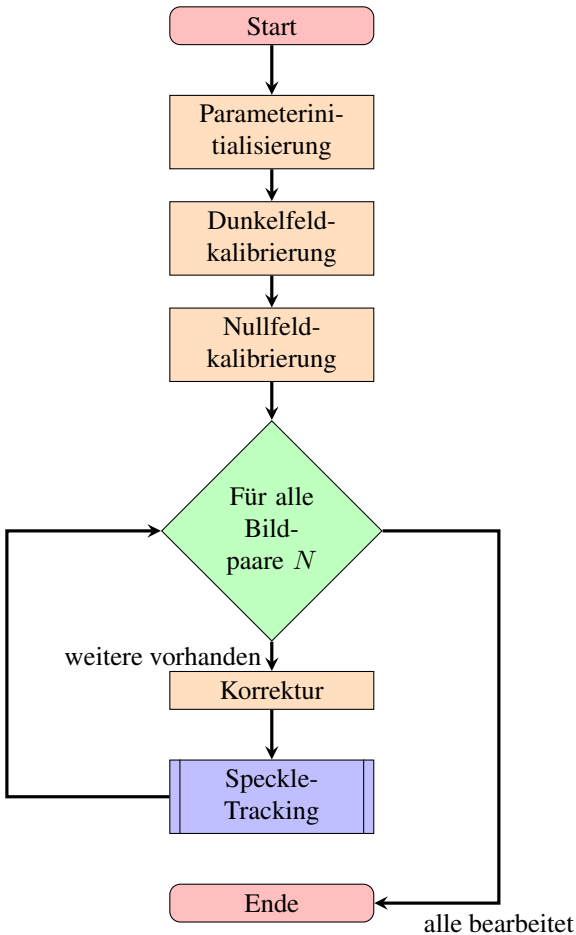 Start
Parameterini-
tialisierung
Dunkelfeld-
kalibrierung
Nullfeld-
kalibrierung
Für alle
Bild-
paare N
weitere vorhanden
Korrektur
Speckle-
Tracking
Ende
alle bearbeitet